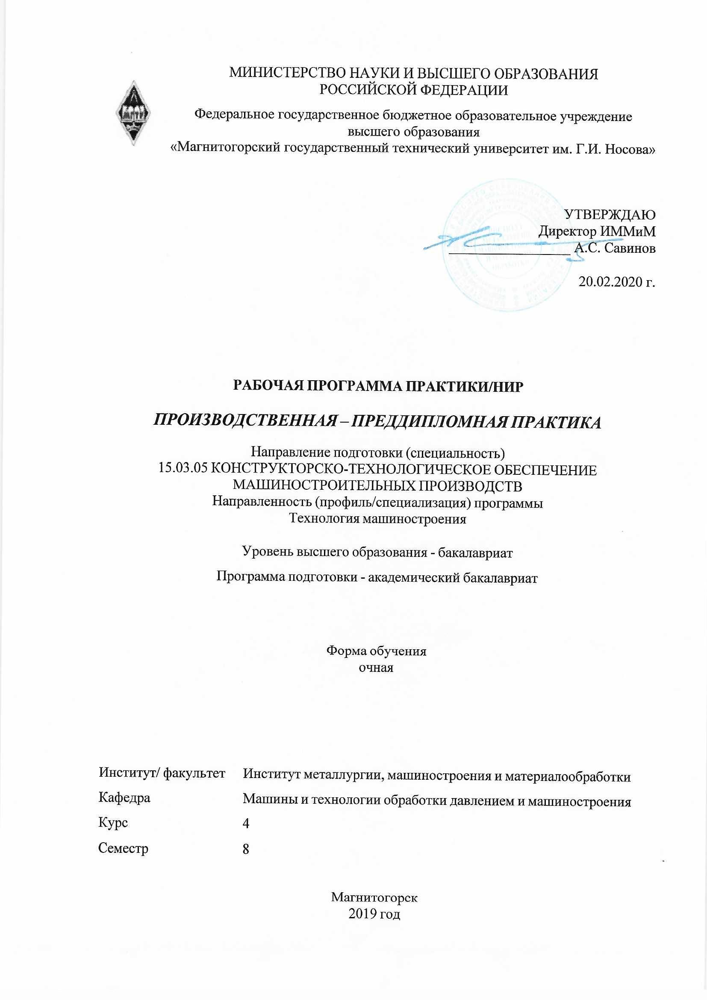 МИНИСТЕРСТВО НАУКИ И ВЫСШЕГО ОБРАЗОВАНИЯ
РОССИЙСКОЙ ФЕДЕРАЦИИ
Федеральное государственное бюджетное образовательное учреждение
высшего образования
«Магнитогорский государственный технический университет им. Г.И. Носова»
УТВЕРЖДАЮ
Директор ИММиМ
А.С. Савинов
20.02.2020 г.
РАБОЧАЯ ПРОГРАММА ПРАКТИКИ/НИР
ПРОИЗВОДСТВЕННАЯ – ПРЕДДИПЛОМНАЯ ПРАКТИКА
Направление подготовки (специальность)
15.03.05 КОНСТРУКТОРСКО-ТЕХНОЛОГИЧЕСКОЕ ОБЕСПЕЧЕНИЕ
МАШИНОСТРОИТЕЛЬНЫХ ПРОИЗВОДСТВ
Направленность (профиль/специализация) программы
Технология машиностроения
Уровень высшего образования - бакалавриат
Программа подготовки - академический бакалавриат
Форма обучения
очная
Институт/ факультет Институт металлургии, машиностроения и материалообработки
Кафедра Машины и технологии обработки давлением и машиностроения
Курс 4
Семестр 8
Магнитогорск
2019 год